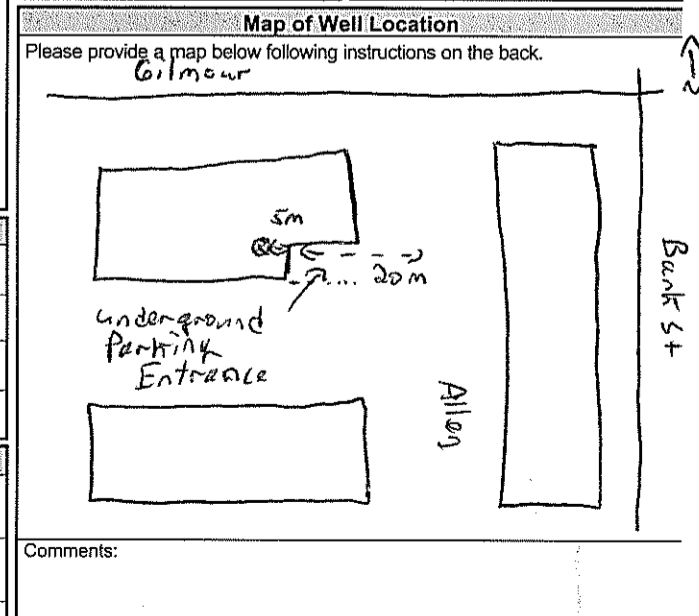 Map of Well Location
Please provide a map below following instructions on the back.
Gilmour
N
5m
20m
underground
Parking
Entrance
Alley
Bank St
Comments: